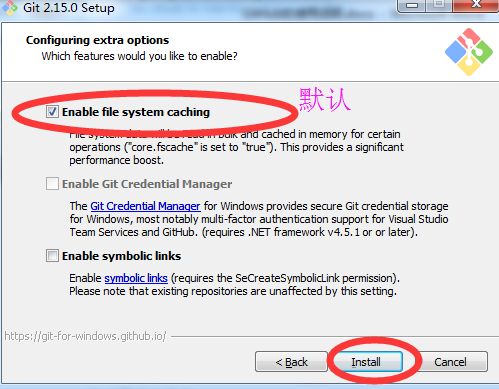 Git 2.15.0 Setup
Configuring extra options
Which features would you like to enable?
默认
Enable file system caching
File system data will be read in bulk and cached in memory for certain
operations ("core.fscache" is set to "true"). This provides a significant
performance boost.
Enable Git Credential Manager
The Git Credential Manager for Windows provides secure Git credential storage
for Windows, most notably multi-factor authentication support for Visual Studio
Team Services and GitHub. (requires .NET framework v4.5.1 or or later).
Enable symbolic links
Enable symbolic links (requires the SeCreateSymbolicLink permission).
Please note that existing repositories are unaffected by this setting.
https://git-for-windows.github.io/
< Back Install Cancel